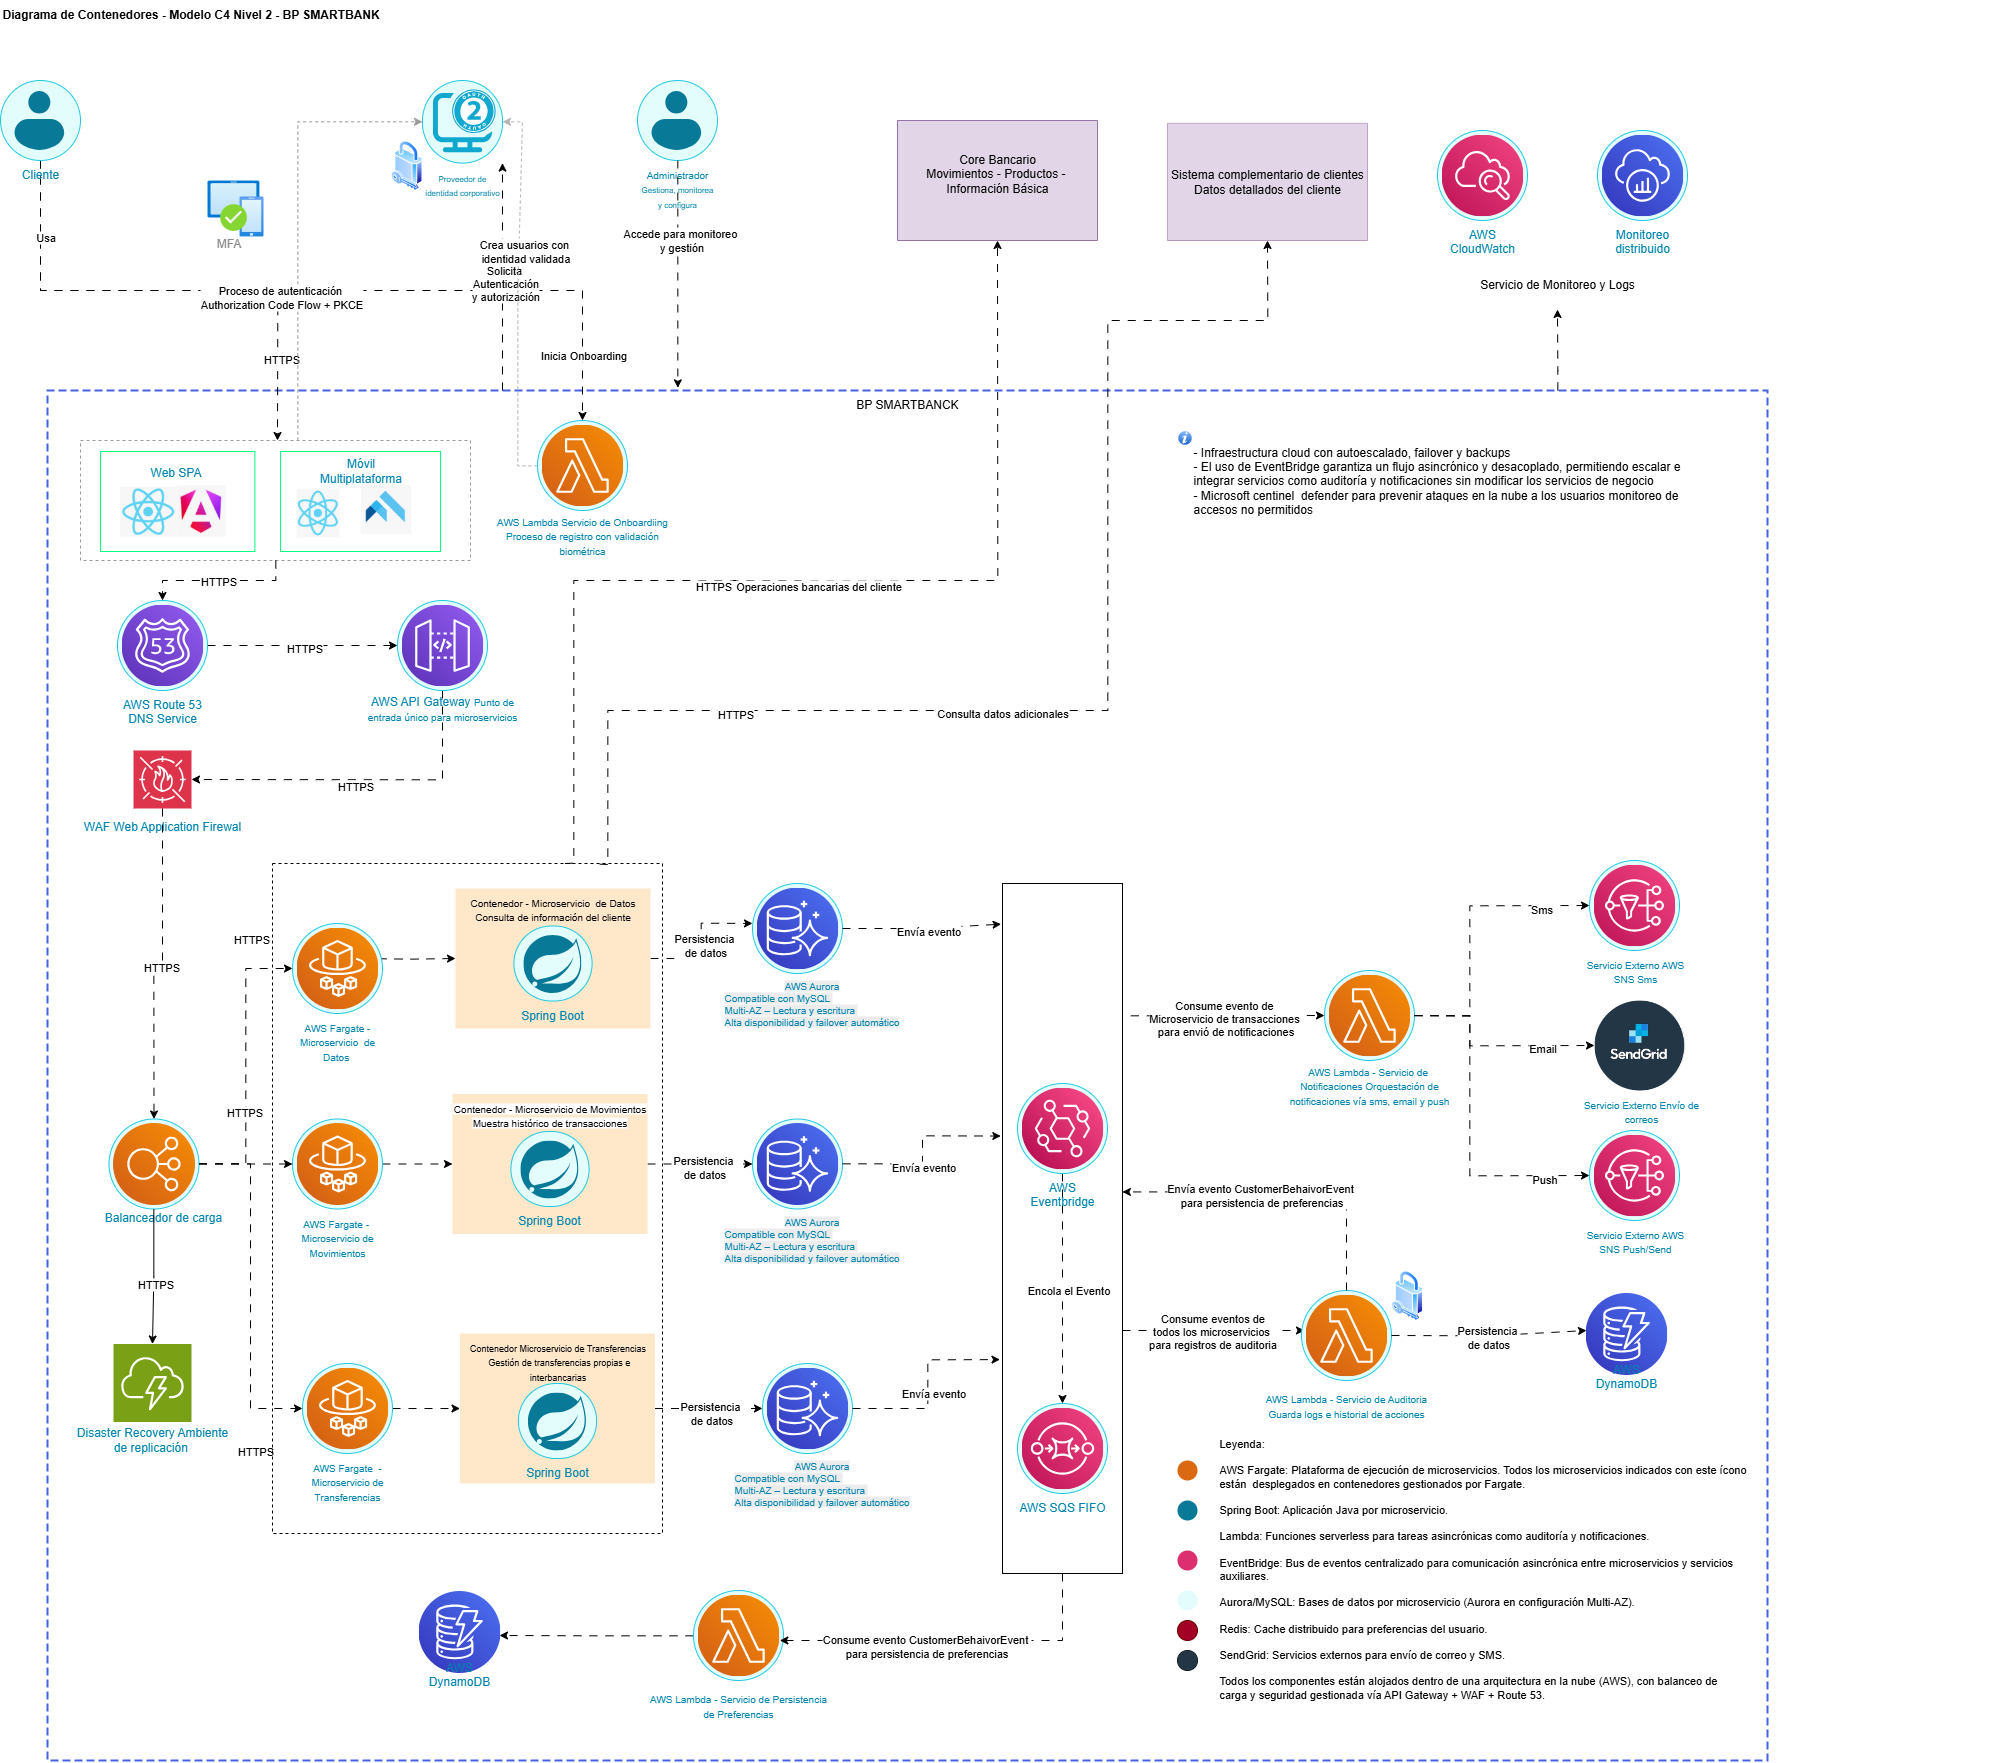 Diagrama de Contenedores - Modelo C4 Nivel 2 - BP SMARTBANK
Cliente
Usa
MFA
OAUTH
2
Proveedor de
identidad corporativo
Administrador
Gestiona, monitorea
y configura
Accede para monitoreo
y gestión
Core Bancario
Movimientos - Productos -
Información Básica
Sistema complementario de clientes
Datos detallados del cliente
AWS
CloudWatch
Monitoreo
distribuido
Servicio de Monitoreo y Logs
Crea usuarios con
identidad validada
Solicita
Autenticación
y autorización
Proceso de autenticación
Authorization Code Flow + PKCE
HTTPS
Inicia Onboarding
BP SMARTBANCK
Web SPA
Móvil
Multiplataforma
AWS Lambda Servicio de Onboardiing
Proceso de registro con validación
biométrica
- Infraestructura cloud con autoescalado, failover y backups
- El uso de EventBridge garantiza un flujo asincrónico y desacoplado, permitiendo escalar e
integrar servicios como auditoría y notificaciones sin modificar los servicios de negocio
- Microsoft centinel  defender para prevenir ataques en la nube a los usuarios monitoreo de
accesos no permitidos
HTTPS
HTTPS Operaciones bancarias del cliente
53
HTTPS
AWS Route 53
DNS Service
AWS API Gateway Punto de
entrada único para microservicios
HTTPS
Consulta datos adicionales
HTTPS
WAF Web Application Firewal
HTTPS
HTTPS
HTTPS
Contenedor - Microservicio  de Datos
Consulta de información del cliente
Spring Boot
AWS Fargate -
Microservicio  de
Datos
Persistencia
de datos
AWS Aurora
Compatible con MySQL
Multi-AZ – Lectura y escritura
Alta disponibilidad y failover automático
Envía evento
Contenedor - Microservicio de Movimientos
Muestra histórico de transacciones
Spring Boot
AWS Fargate -
Microservicio de
Movimientos
Persistencia
de datos
AWS Aurora
Compatible con MySQL
Multi-AZ – Lectura y escritura
Alta disponibilidad y failover automático
Envía evento
Balanceador de carga
HTTPS
Disaster Recovery Ambiente
de replicación
HTTPS
Contenedor Microservicio de Transferencias
Gestión de transferencias propias e
interbancarias
Spring Boot
AWS Fargate  -
Microservicio de
Transferencias
Persistencia
de datos
AWS Aurora
Compatible con MySQL
Multi-AZ – Lectura y escritura
Alta disponibilidad y failover automático
Envía evento
AWS
Eventbridge
Encola el Evento
AWS SQS FIFO
Consume evento de
Microservicio de transacciones
para envió de notificaciones
AWS Lambda - Servicio de
Notificaciones Orquestación de
notificaciones vía sms, email y push
Sms
Servicio Externo AWS
SNS Sms
Email
SendGrid
Servicio Externo Envío de
correos
Push
Servicio Externo AWS
SNS Push/Send
Envía evento CustomerBehaivorEvent
para persistencia de preferencias
Consume eventos de
todos los microservicios
para registros de auditoria
AWS Lambda - Servicio de Auditoria
Guarda logs e historial de acciones
Persistencia
de datos
AWS
DynamoDB
Consume evento CustomerBehaivorEvent
para persistencia de preferencias
AWS Lambda - Servicio de Persistencia
de Preferencias
AWS
DynamoDB
Leyenda:
AWS Fargate: Plataforma de ejecución de microservicios. Todos los microservicios indicados con este ícono
están  desplegados en contenedores gestionados por Fargate.
Spring Boot: Aplicación Java por microservicio.
Lambda: Funciones serverless para tareas asincrónicas como auditoría y notificaciones.
EventBridge: Bus de eventos centralizado para comunicación asincrónica entre microservicios y servicios
auxiliares.
Aurora/MySQL: Bases de datos por microservicio (Aurora en configuración Multi-AZ).
Redis: Cache distribuido para preferencias del usuario.
SendGrid: Servicios externos para envío de correo y SMS.
Todos los componentes están alojados dentro de una arquitectura en la nube (AWS), con balanceo de
carga y seguridad gestionada vía API Gateway + WAF + Route 53.